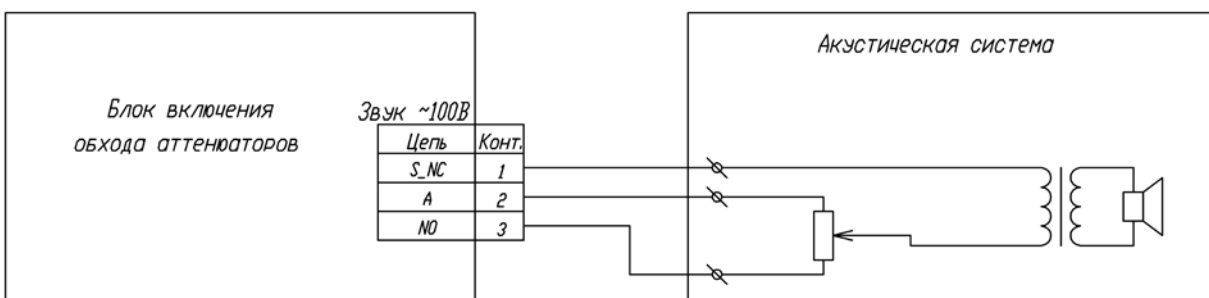 Акустическая система
Блок включения
обхода аттенюаторов
Звук ~100В
Цепь Конт.
S_NC 1
A 2
NO 3